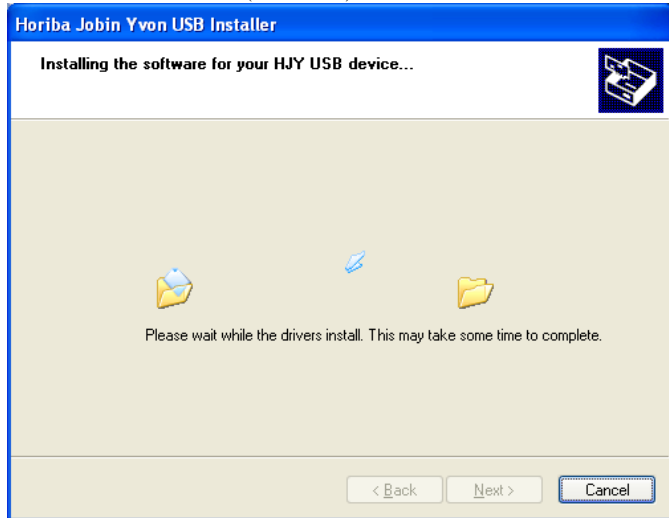 Horiba Jobin Yvon USB Installer
Installing the software for your HJY USB device...
Please wait while the drivers install. This may take some time to complete.
< Back
Next >
Cancel